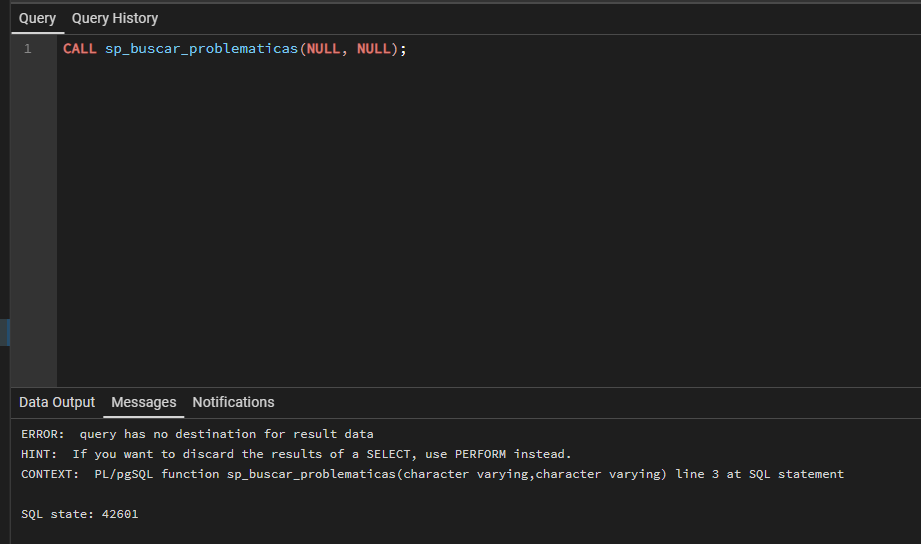 Query Query History
1 CALL sp_buscar_problematicas(NULL, NULL);
Data Output Messages Notifications
ERROR:  query has no destination for result data
HINT:  If you want to discard the results of a SELECT, use PERFORM instead.
CONTEXT:  PL/pgSQL function sp_buscar_problematicas(character varying,character varying) line 3 at SQL statement
SQL state: 42601